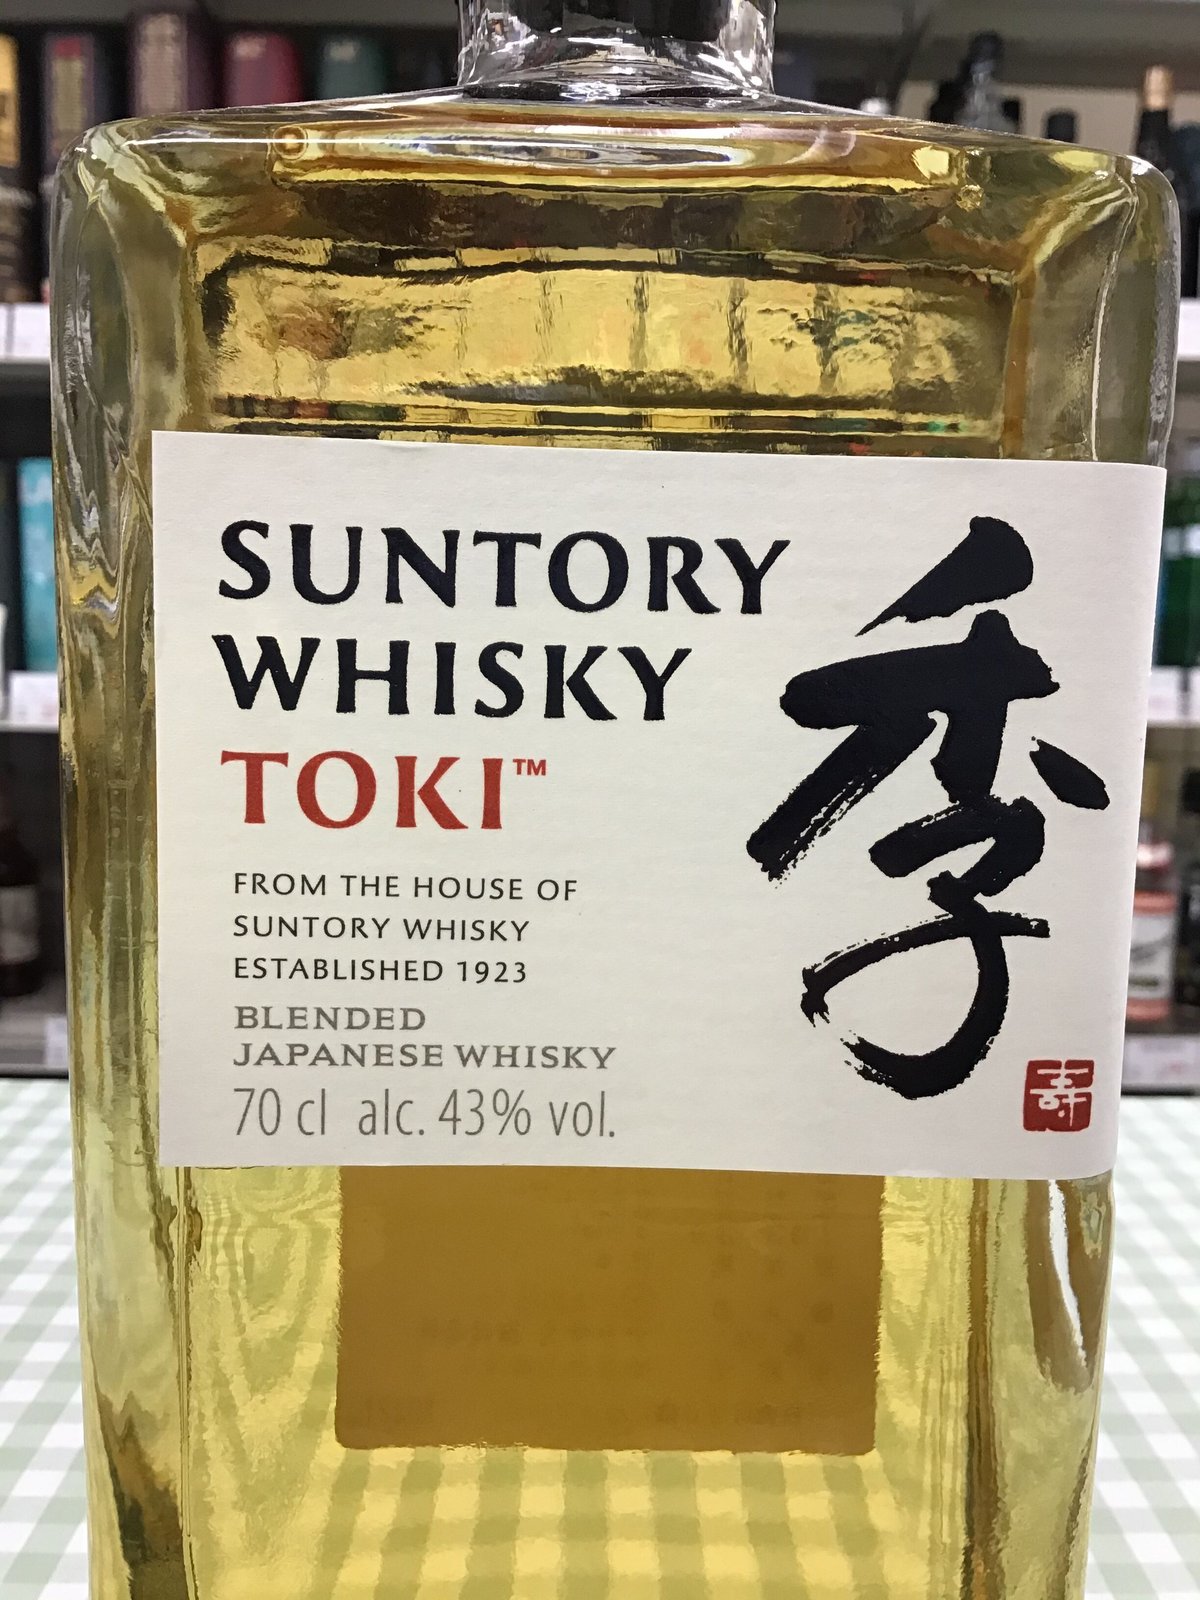 SUNTORY
WHISKY
TOKI™
FROM THE HOUSE OF
SUNTORY WHISKY
ESTABLISHED 1923
BLENDED
JAPANESE WHISKY
70 cl alc. 43% vol.
季
寿